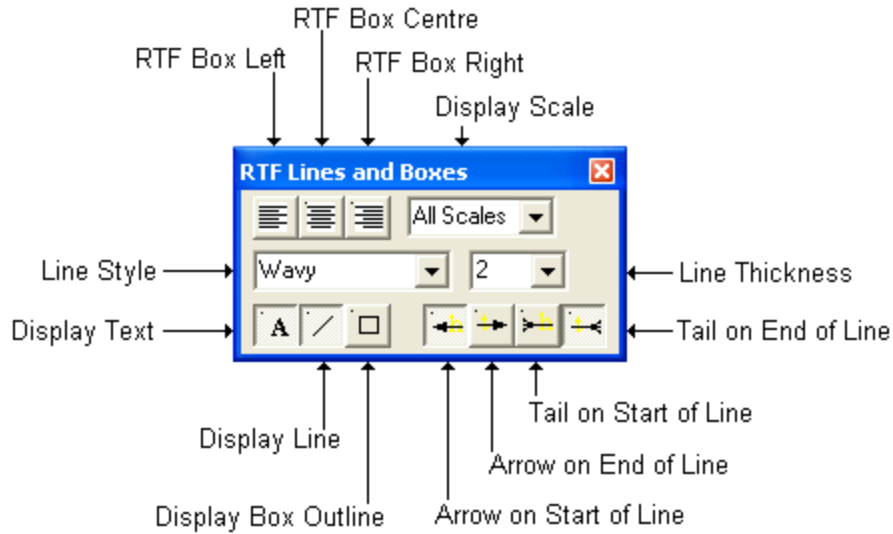 RTF Box Centre
RTF Box Left
RTF Box Right
Display Scale
RTF Lines and Boxes
All Scales
Line Style
Wavy
2
Line Thickness
Display Text
A
h
t
h
t
Tail on End of Line
Tail on Start of Line
Display Line
Arrow on End of Line
Display Box Outline
Arrow on Start of Line